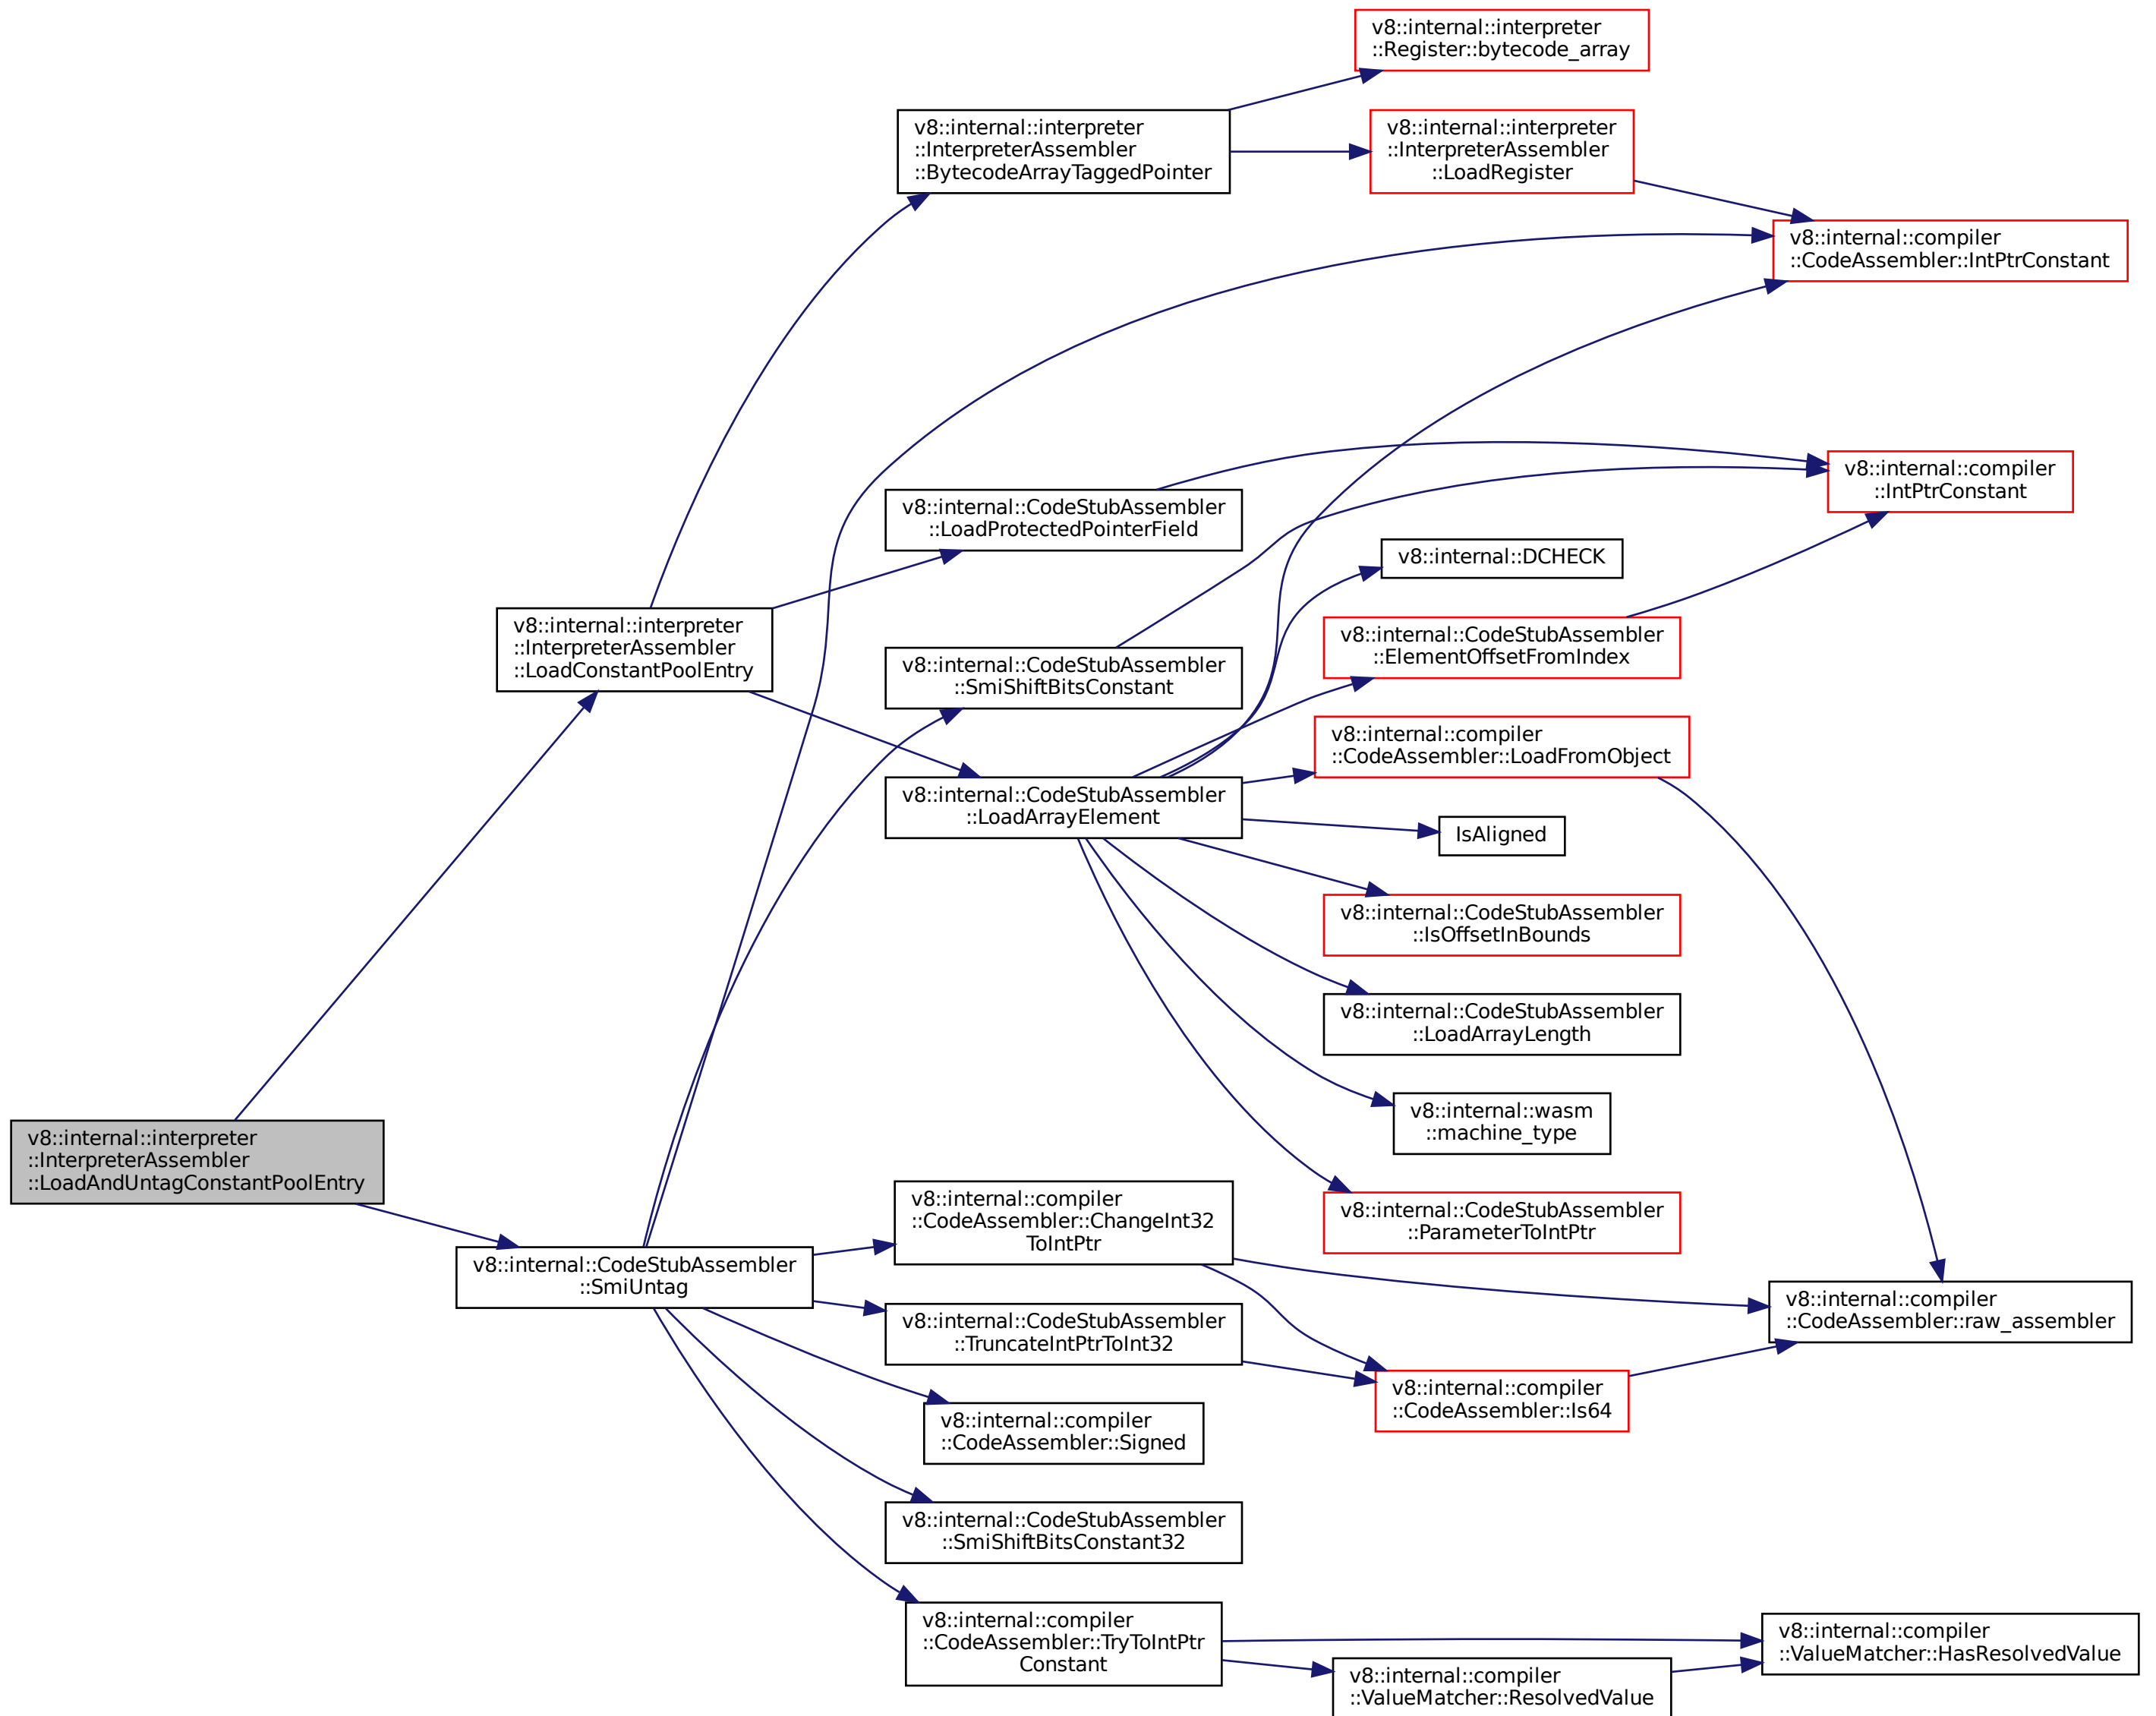 v8::internal::interpreter
::Register::bytecode_array
v8::internal::interpreter
::InterpreterAssembler
::BytecodeArrayTaggedPointer
v8::internal::interpreter
::InterpreterAssembler
::LoadRegister
v8::internal::compiler
::CodeAssembler::IntPtrConstant
v8::internal::compiler
::IntPtrConstant
v8::internal::CodeStubAssembler
::LoadProtectedPointerField
v8::internal::DCHECK
v8::internal::interpreter
::InterpreterAssembler
::LoadConstantPoolEntry
v8::internal::CodeStubAssembler
::SmiShiftBitsConstant
v8::internal::CodeStubAssembler
::ElementOffsetFromIndex
v8::internal::compiler
::CodeAssembler::LoadFromObject
v8::internal::CodeStubAssembler
::LoadArrayElement
IsAligned
v8::internal::CodeStubAssembler
::IsOffsetInBounds
v8::internal::CodeStubAssembler
::LoadArrayLength
v8::internal::wasm
::machine_type
v8::internal::interpreter
::InterpreterAssembler
::LoadAndUntagConstantPoolEntry
v8::internal::compiler
::CodeAssembler::ChangeInt32
ToIntPtr
v8::internal::CodeStubAssembler
::ParameterToIntPtr
v8::internal::CodeStubAssembler
::SmiUntag
v8::internal::compiler
::CodeAssembler::raw_assembler
v8::internal::CodeStubAssembler
::TruncateIntPtrToInt32
v8::internal::compiler
::CodeAssembler::Is64
v8::internal::compiler
::CodeAssembler::Signed
v8::internal::CodeStubAssembler
::SmiShiftBitsConstant32
v8::internal::compiler
::CodeAssembler::TryToIntPtr
Constant
v8::internal::compiler
::ValueMatcher::HasResolvedValue
v8::internal::compiler
::ValueMatcher::ResolvedValue